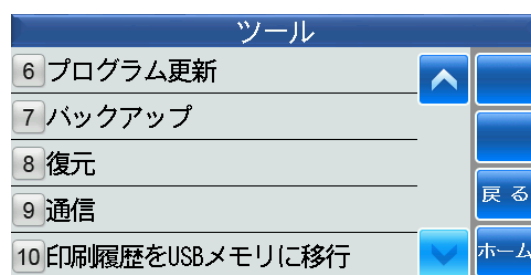 ツール
6 プログラム更新
7 バックアップ
8 復元
9 通信
10 印刷履歴をUSBメモリに移行
戻る
ホーム